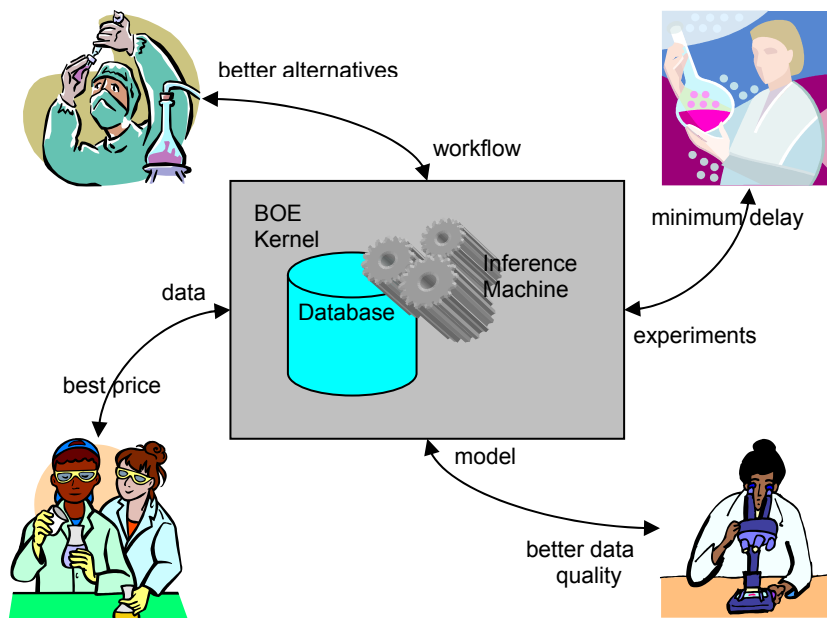 better alternatives
workflow
BOE
Kernel
minimum delay
Inference
Machine
data
Database
experiments
best price
model
better data
quality